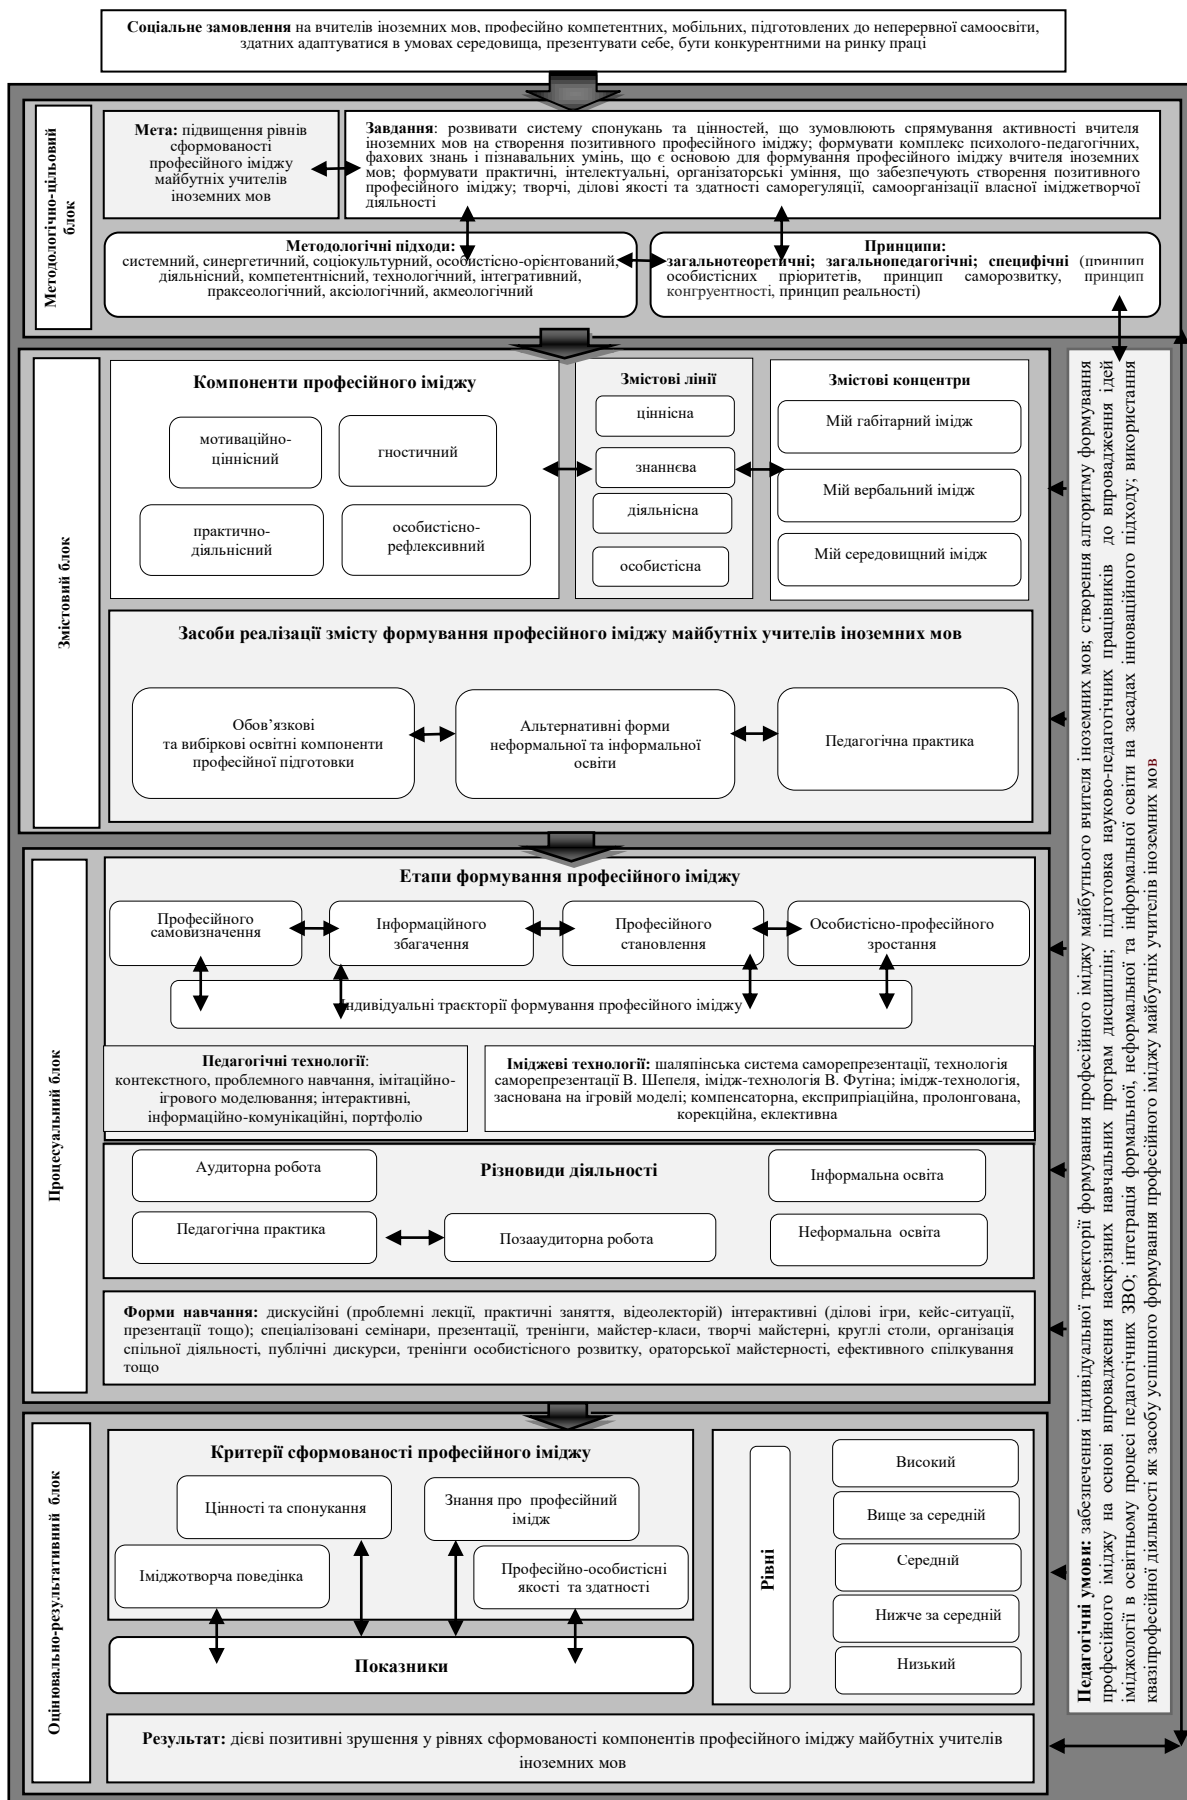 Соціальне замовлення на вчителів іноземних мов, професійно компетентних, мобільних, підготовлених до неперервної самоосвіти,
здатних адаптуватися в умовах середовища, презентувати себе, бути конкурентними на ринку праці
Методологічно-цільовий
блок
Мета: підвищення рівнів
сформованості
професійного іміджу
майбутніх учителів
іноземних мов
Завдання: розвивати систему спонукань та цінностей, що зумовлюють спрямування активності вчителя
іноземних мов на створення позитивного професійного іміджу; формувати комплекс психолого-педагогічних,
фахових знань і пізнавальних умінь, що є основою для формування професійного іміджу вчителя іноземних
мов; формувати практичні, інтелектуальні, організаторські уміння, що забезпечують створення позитивного
професійного іміджу; творчі, ділові якості та здатності саморегуляції, самоорганізації власної іміджетворчої
діяльності
Методологічні підходи:
системний, синергетичний, соціокультурний, особистісно-орієнтований,
діяльнісний, компетентнісний, технологічний, інтегративний,
праксеологічний, аксіологічний, акмеологічний
Принципи:
загальнотеоретичні; загальнопедагогічні; специфічні (принцип
особистісних пріоритетів, принцип саморозвитку, принцип
конгруентності, принцип реальності)
Змістовий блок
Компоненти професійного іміджу
мотиваційно-
ціннісний
гностичний
практично-
діяльнісний
особистісно-
рефлексивний
Змістові лінії
ціннісна
знаннєва
діяльнісна
особистісна
Змістові концентри
Мій габітарний імідж
Мій вербальний імідж
Мій середовищний імідж
Засоби реалізації змісту формування професійного іміджу майбутніх учителів іноземних мов
Обов’язкові
та вибіркові освітні компоненти
професійної підготовки
Альтернативні форми
неформальної та інформальної
освіти
Педагогічна практика
Процесуальний блок
Етапи формування професійного іміджу
Професійного
самовизначення
Інформаційного
збагачення
Професійного
становлення
Особистісно-професійного
зростання
Індивідуальні траєкторії формування професійного іміджу
Педагогічні технології:
контекстного, проблемного навчання, імітаційно-
ігрового моделювання; інтерактивні,
інформаційно-комунікаційні, портфоліо
Іміджеві технології: шаляпінська система саморепрезентації, технологія
саморепрезентації В. Шепеля, імідж-технологія В. Футіна; імідж-технологія,
заснована на ігровій моделі; компенсаторна, експрипріаційна, пролонгована,
корекційна, еклективна
Різновиди діяльності
Аудиторна робота
Інформальна освіта
Педагогічна практика
Позааудиторна робота
Неформальна освіта
Форми навчання: дискусійні (проблемні лекції, практичні заняття, відеолекторій) інтерактивні (ділові ігри, кейс-ситуації,
презентації тощо); спеціалізовані семінари, презентації, тренінги, майстер-класи, творчі майстерні, круглі столи, організація
спільної діяльності, публічні дискурси, тренінги особистісного розвитку, ораторської майстерності, ефективного спілкування
тощо
Оцінювально-результативний блок
Критерії сформованості професійного іміджу
Цінності та спонукання
Знання про професійний
імідж
Іміджотворча поведінка
Професійно-особистісні
якості та здатності
Показники
Рівні
Високий
Вище за середній
Середній
Нижче за середній
Низький
Результат: дієві позитивні зрушення у рівнях сформованості компонентів професійного іміджу майбутніх учителів
іноземних мов
Педагогічні умови: забезпечення індивідуальної траєкторії формування професійного іміджу майбутнього вчителя іноземних мов; створення алгоритму формування
професійного іміджу на основі впровадження наскрізних навчальних програм дисциплін; підготовка науково-педагогічних працівників до впровадження ідей
іміджології в освітньому процесі педагогічних ЗВО; інтеграція формальної, неформальної та інформальної освіти на засадах інноваційного підходу; використання
квазіпрофесійної діяльності як засобу успішного формування професійного іміджу майбутніх учителів іноземних мов